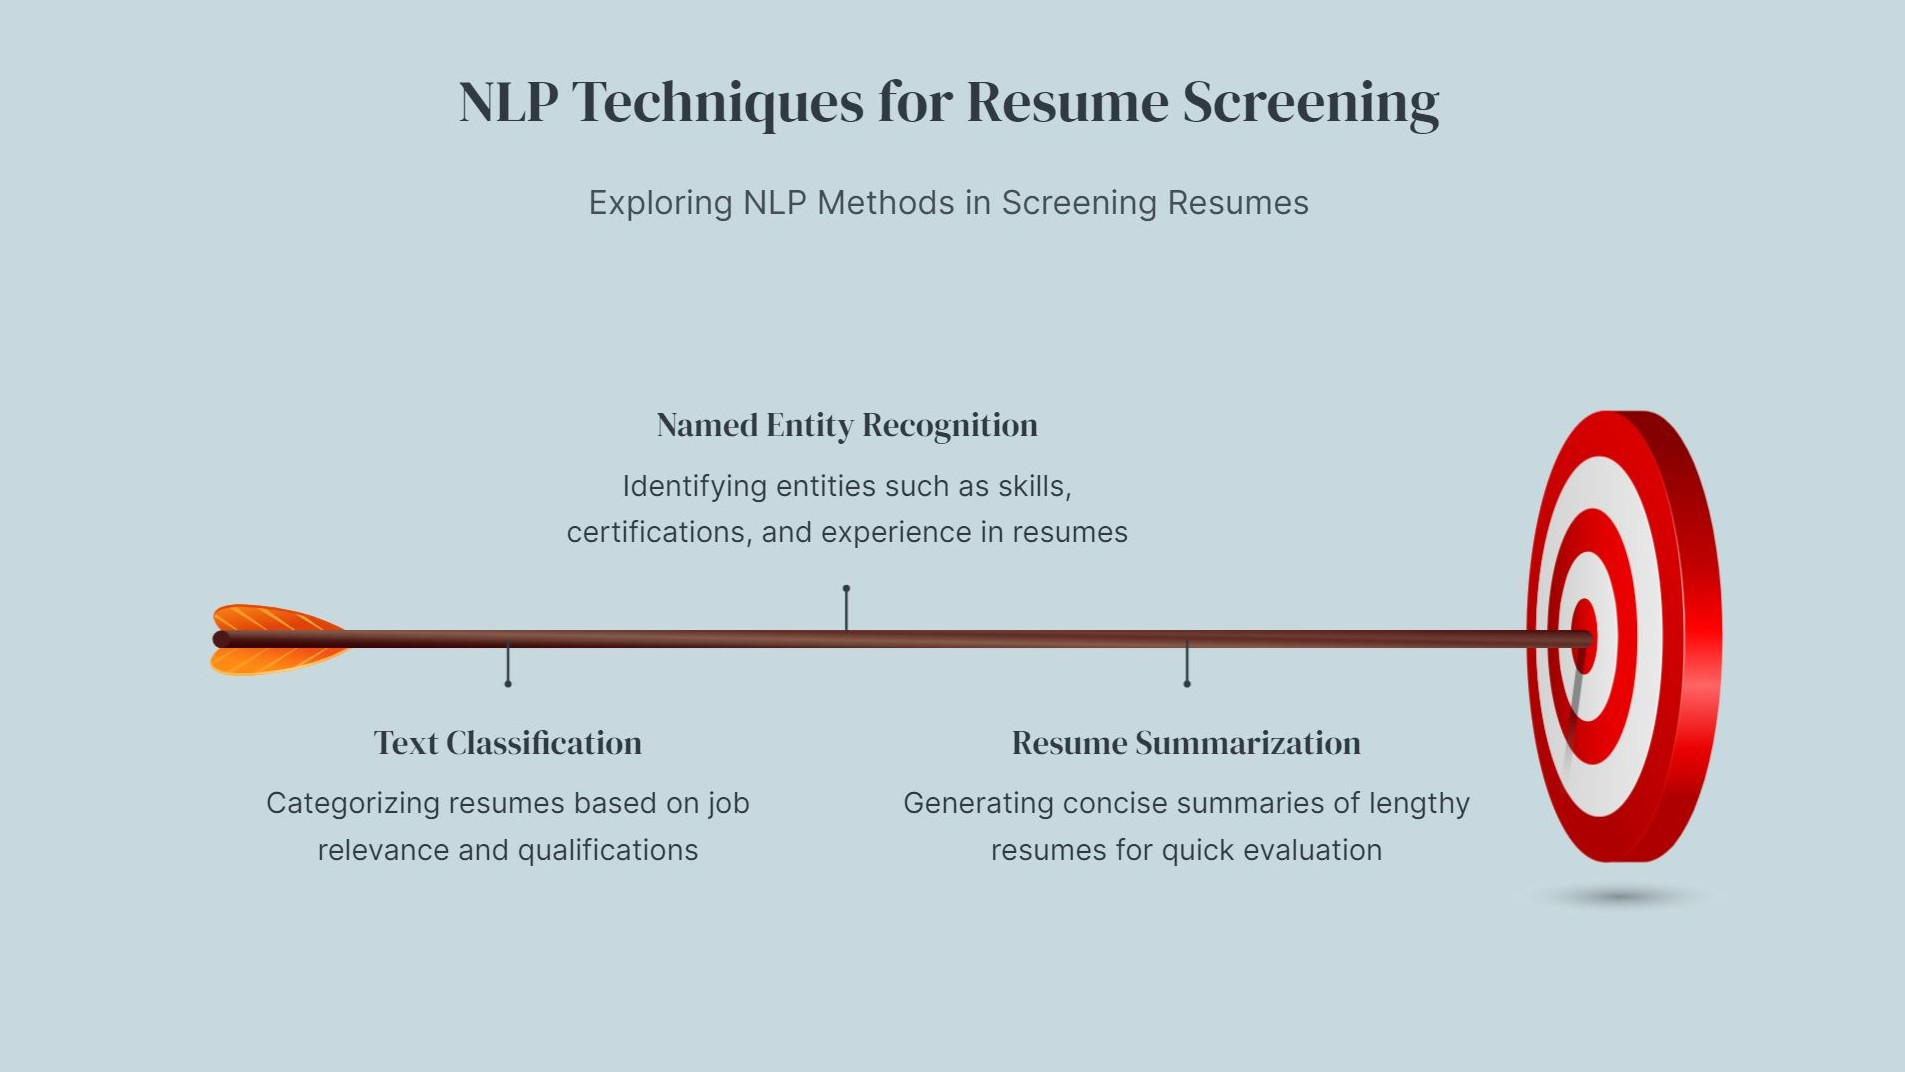 NLP Techniques for Resume Screening
Exploring NLP Methods in Screening Resumes
Named Entity Recognition
Identifying entities such as skills,
certifications, and experience in resumes
Text Classification
Categorizing resumes based on job
relevance and qualifications
Resume Summarization
Generating concise summaries of lengthy
resumes for quick evaluation